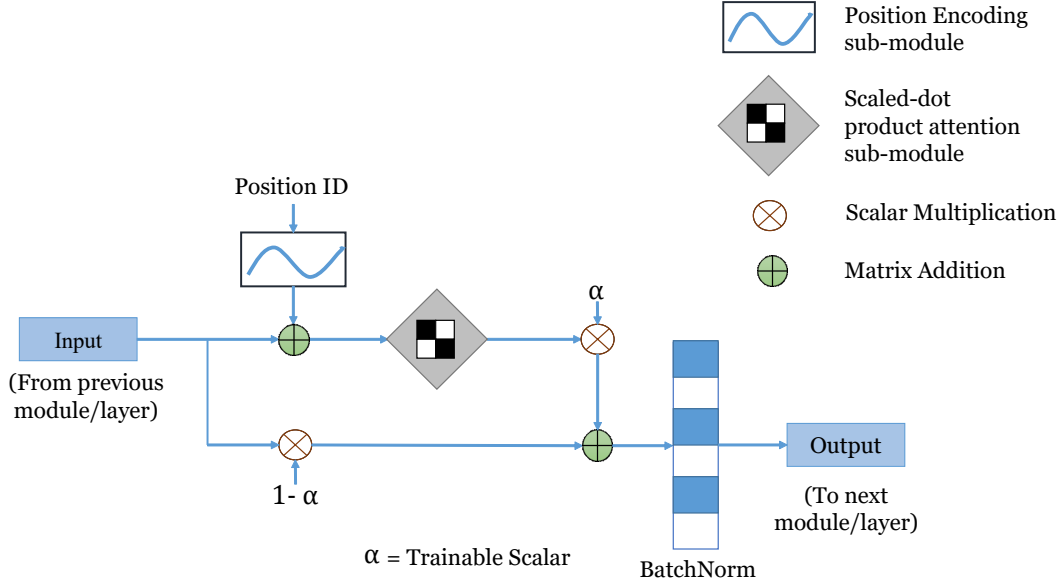 Position Encoding
sub-module
Scaled-dot
product attention
sub-module
Scalar Multiplication
Matrix Addition
Position ID
α
Input
(From previous
module/layer)
1- α
Output
(To next
module/layer)
α = Trainable Scalar
BatchNorm